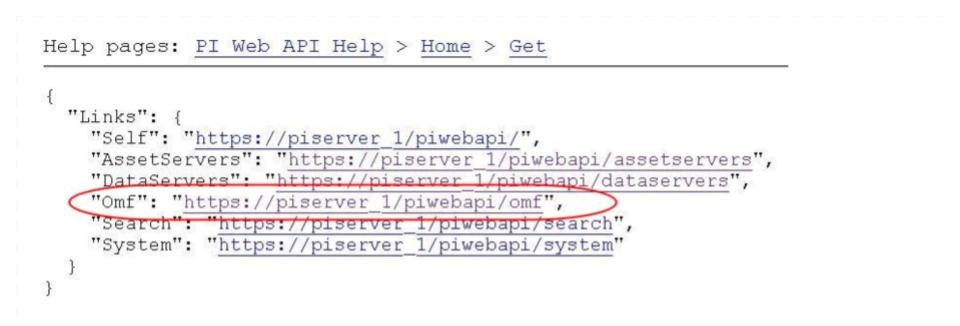 Help pages: PI Web API Help > Home > Get
{
"Links": {
"Self": "https://piserver_1/piwebapi/",
"AssetServers": "https://piserver_1/piwebapi/assetservers",
"DataServers": "https://piserver_1/piwebapi/dataservers",
"Omf": "https://piserver_1/piwebapi/omf",
"Search": "https://piserver_1/piwebapi/search",
"System": "https://piserver_1/piwebapi/system"
}
}